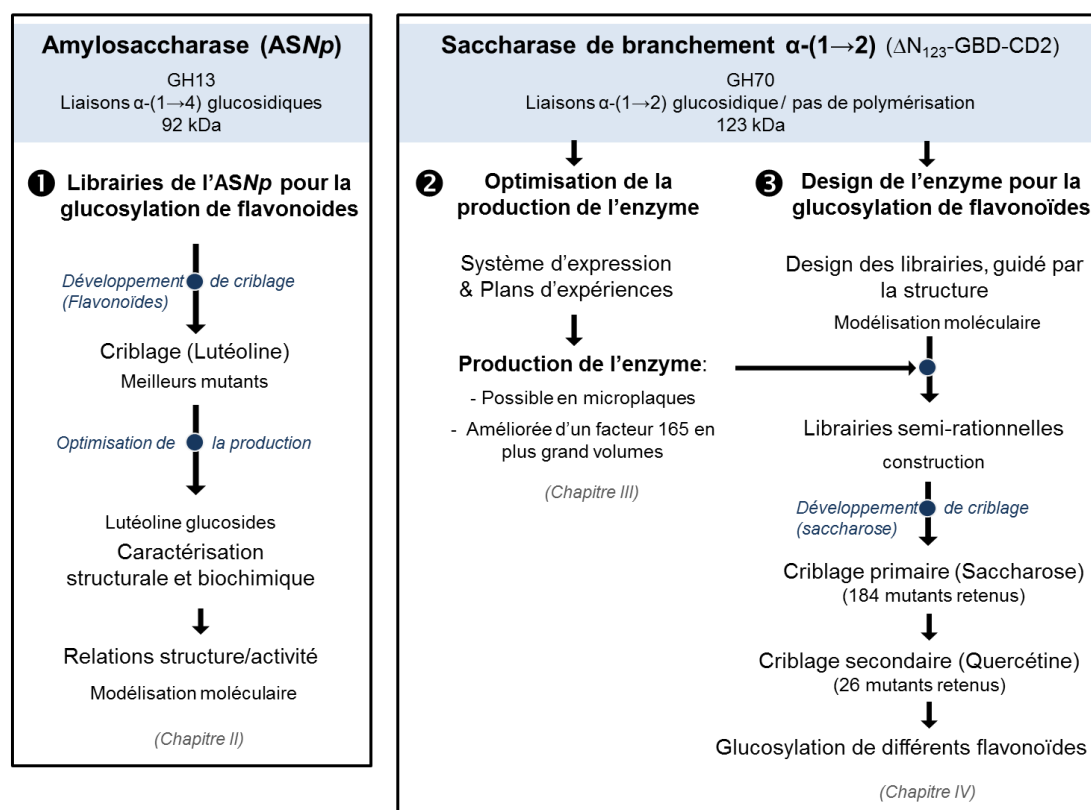 Amylosaccharase (ASNp)
GH13
Liaisons α-(1→4) glucosidiques
92 kDa
❶ Librairies de l'ASNp pour la
glucosylation de flavonoides
Développement de criblage
(Flavonoïdes)
Criblage (Lutéoline)
Meilleurs mutants
Optimisation de la production
Lutéoline glucosides
Caractérisation
structurale et biochimique
Relations structure/activité
Modélisation moléculaire
(Chapitre II)
Saccharase de branchement α-(1→2) (ΔN₁₂₃-GBD-CD2)
GH70
Liaisons α-(1→2) glucosidique/ pas de polymérisation
123 kDa
❷ Optimisation de la
production de l'enzyme
Système d'expression
& Plans d'expériences
Production de l'enzyme:
- Possible en microplaques
- Améliorée d'un facteur 165 en
plus grand volumes
(Chapitre III)
❸ Design de l'enzyme pour la
glucosylation de flavonoïdes
Design des librairies, guidé par
la structure
Modélisation moléculaire
Librairies semi-rationnelles
construction
Développement de criblage
(saccharose)
Criblage primaire (Saccharose)
(184 mutants retenus)
Criblage secondaire (Quercétine)
(26 mutants retenus)
Glucosylation de différents flavonoïdes
(Chapitre IV)